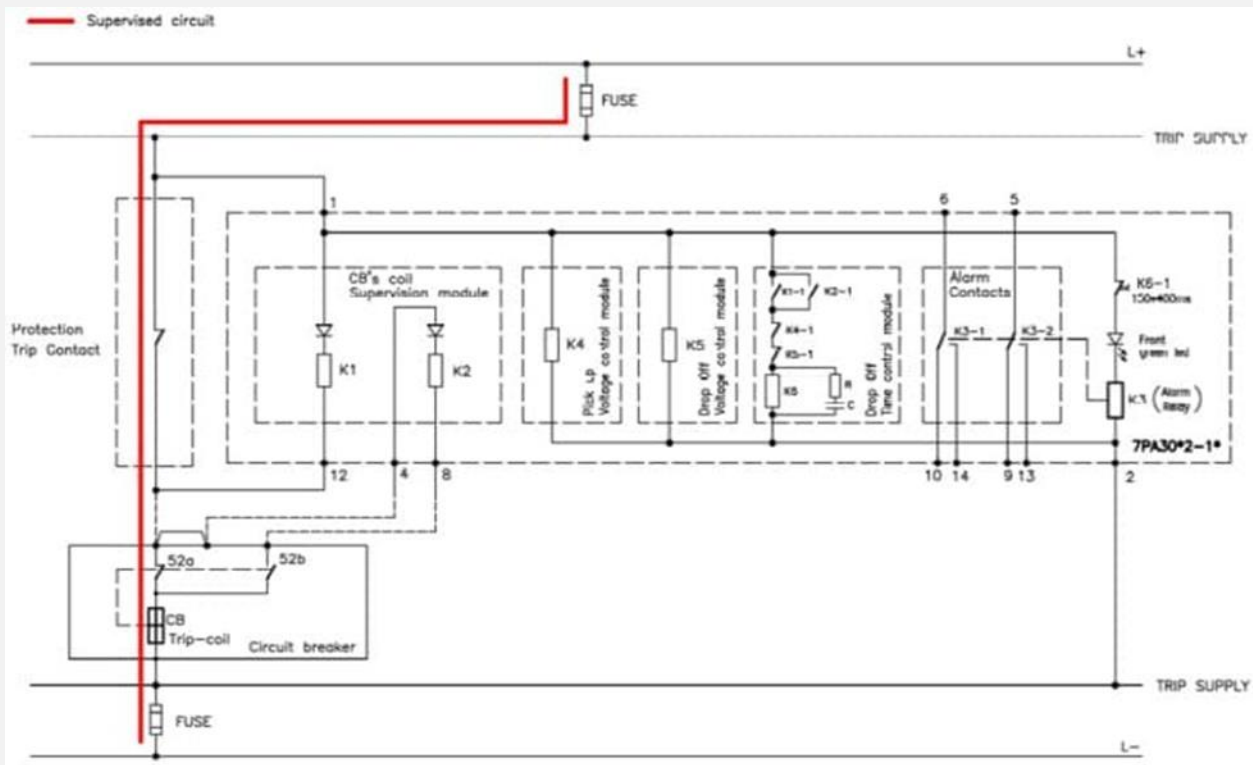 Supervised circuit
L+
FUSE
TRIP SUPPLY
1
6
5
CB's coil
Supervision module
K1
K2
K4
Pick Up
Voltage control module
K5
Drop Off
Voltage control module
K1-1
K2-1
K4-1
K5-1
K6
R
C
Drop Off
Time control module
Alarm
Contacts
K3-1
K3-2
K6-1
150+400ms
Front
green led
K3 (Alarm
Relay)
Protection
Trip Contact
7PA30*2-1*
12
4
8
10
14
9
13
2
52a
52b
CB
Trip-coil
Circuit breaker
TRIP SUPPLY
FUSE
L-